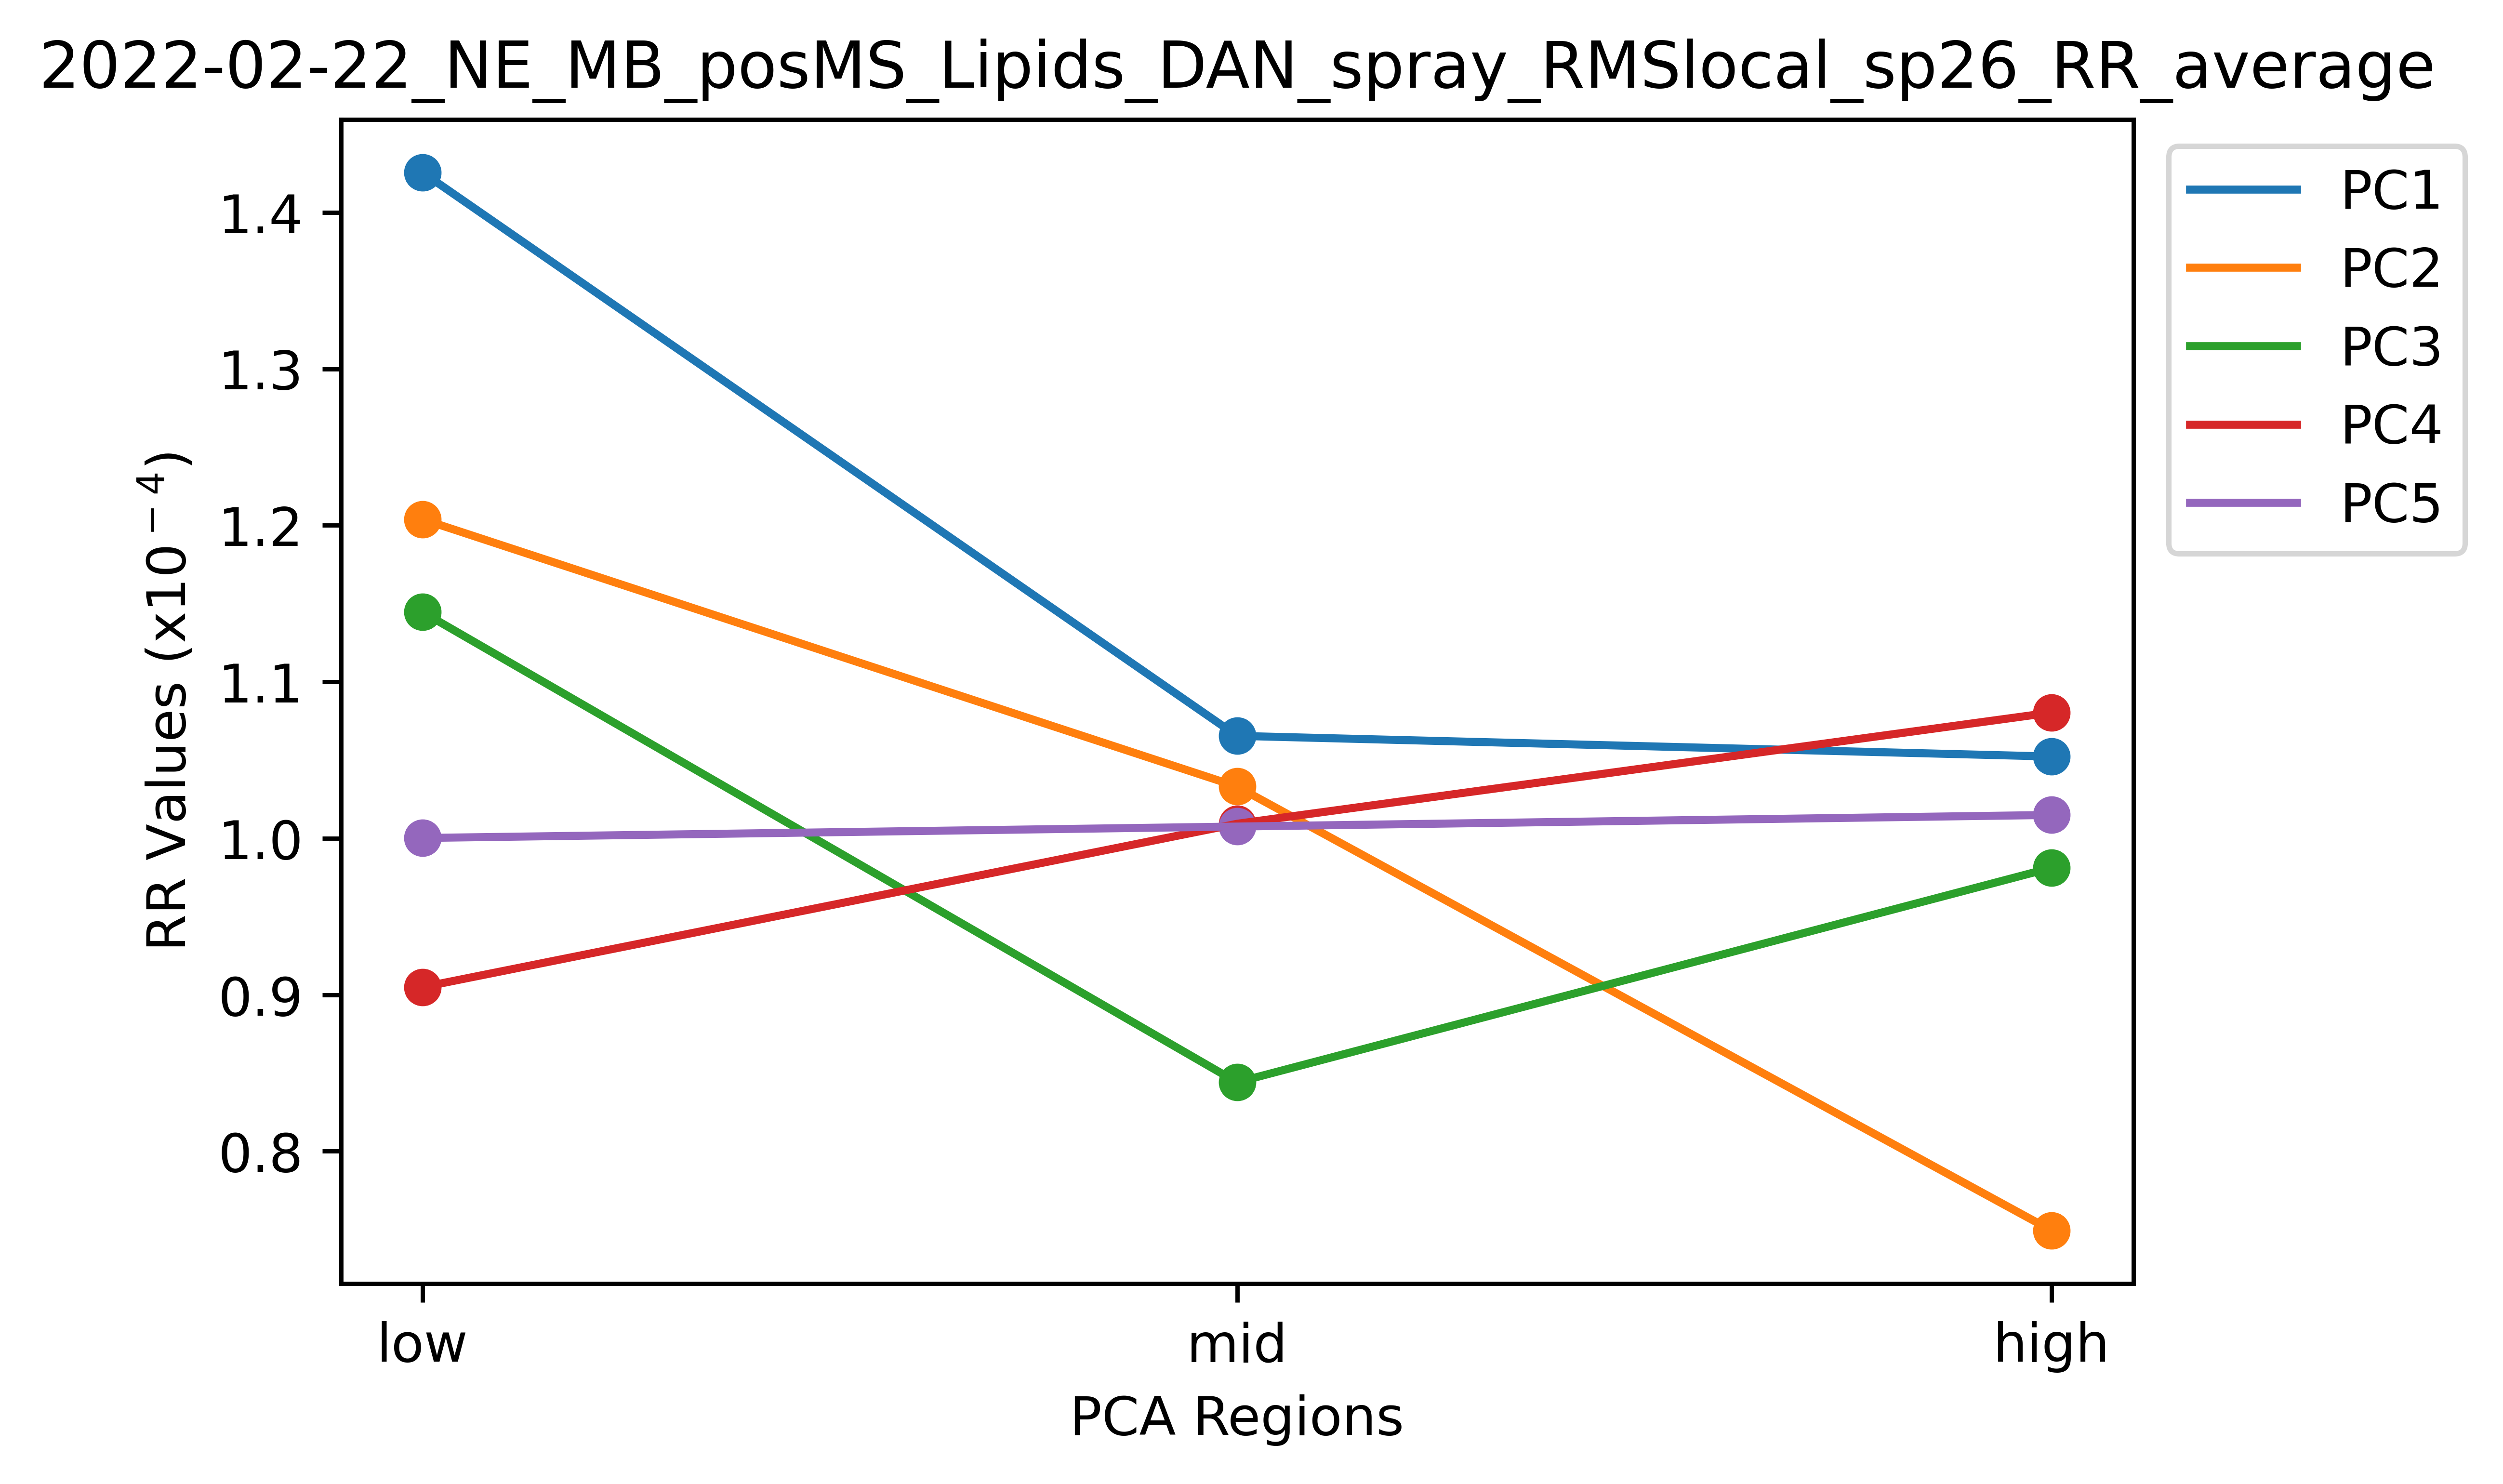 2022-02-22_NE_MB_posMS_Lipids_DAN_spray_RMSlocal_sp26_RR_average
PC1
PC2
PC3
PC4
PC5
RR Values (x10⁻⁴)
1.4
1.3
1.2
1.1
1.0
0.9
0.8
low
mid
high
PCA Regions